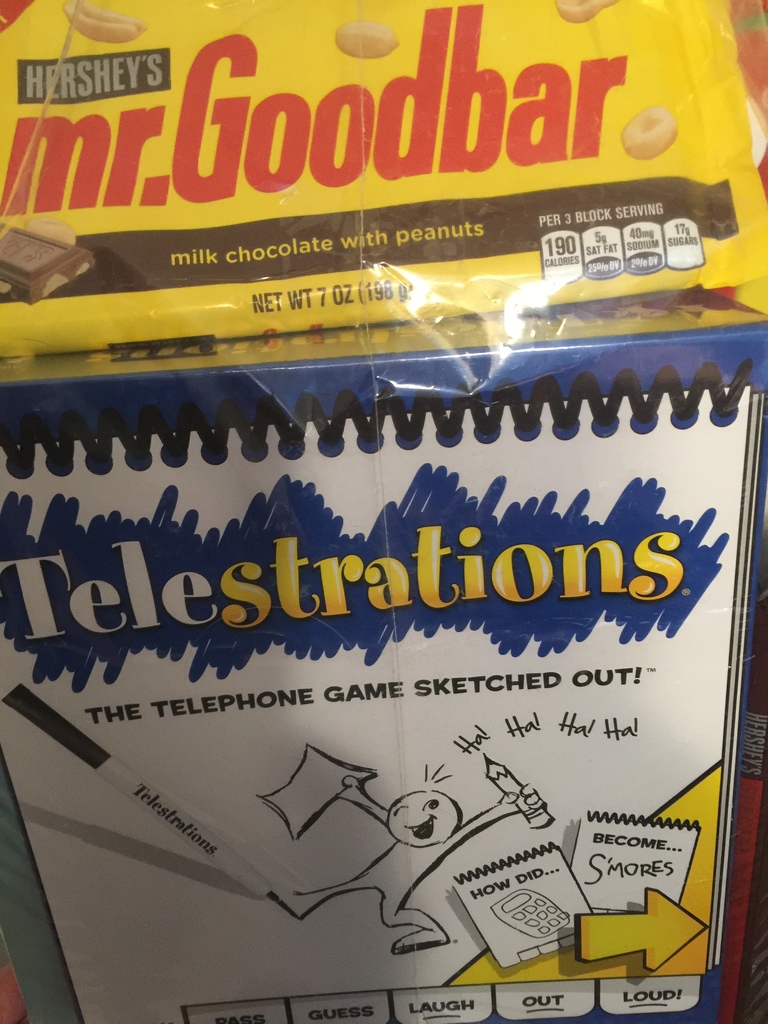 HERSHEY'S
mr.Goodbar
milk chocolate with peanuts
PER 3 BLOCK SERVING
190 CALORIES
5g SAT FAT 25% DV
40mg SODIUM 2% DV
17g SUGARS
NET WT 7 OZ (198 g)
Telestrations®
THE TELEPHONE GAME SKETCHED OUT!™
Ha! Ha! Ha! Ha!
Telestrations
HOW DID...
BECOME...
S'MORES
PASS GUESS LAUGH OUT LOUD!
HERSHEY'S